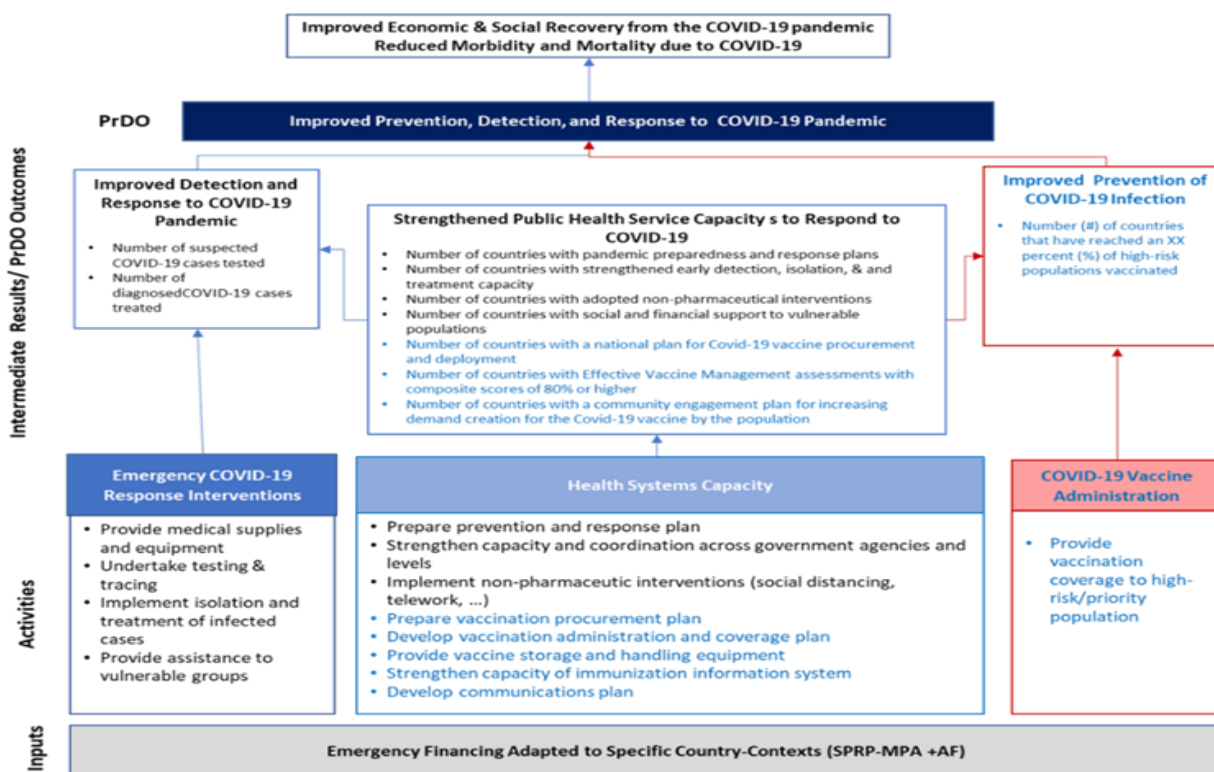 Improved Economic & Social Recovery from the COVID-19 pandemic
Reduced Morbidity and Mortality due to COVID-19
PrDO
Improved Prevention, Detection, and Response to COVID-19 Pandemic
Intermediate Results/ PrDO Outcomes
Improved Detection and
Response to COVID-19
Pandemic
• Number of suspected
COVID-19 cases tested
• Number of
diagnosedCOVID-19 cases
treated
Strengthened Public Health Service Capacity s to Respond to
COVID-19
• Number of countries with pandemic preparedness and response plans
• Number of countries with strengthened early detection, isolation, & and
treatment capacity
• Number of countries with adopted non-pharmaceutical interventions
• Number of countries with social and financial support to vulnerable
populations
• Number of countries with a national plan for Covid-19 vaccine procurement
and deployment
• Number of countries with Effective Vaccine Management assessments with
composite scores of 80% or higher
• Number of countries with a community engagement plan for increasing
demand creation for the Covid-19 vaccine by the population
Improved Prevention of
COVID-19 Infection
• Number (#) of countries
that have reached an XX
percent (%) of high-risk
populations vaccinated
Activities
Emergency COVID-19
Response Interventions
• Provide medical supplies
and equipment
• Undertake testing &
tracing
• Implement isolation and
treatment of infected
cases
• Provide assistance to
vulnerable groups
Health Systems Capacity
• Prepare prevention and response plan
• Strengthen capacity and coordination across government agencies and
levels
• Implement non-pharmaceutic interventions (social distancing,
telework, ...)
• Prepare vaccination procurement plan
• Develop vaccination administration and coverage plan
• Provide vaccine storage and handling equipment
• Strengthen capacity of immunization information system
• Develop communications plan
COVID-19 Vaccine
Administration
• Provide
vaccination
coverage to high-
risk/priority
population
Inputs
Emergency Financing Adapted to Specific Country-Contexts (SPRP-MPA +AF)